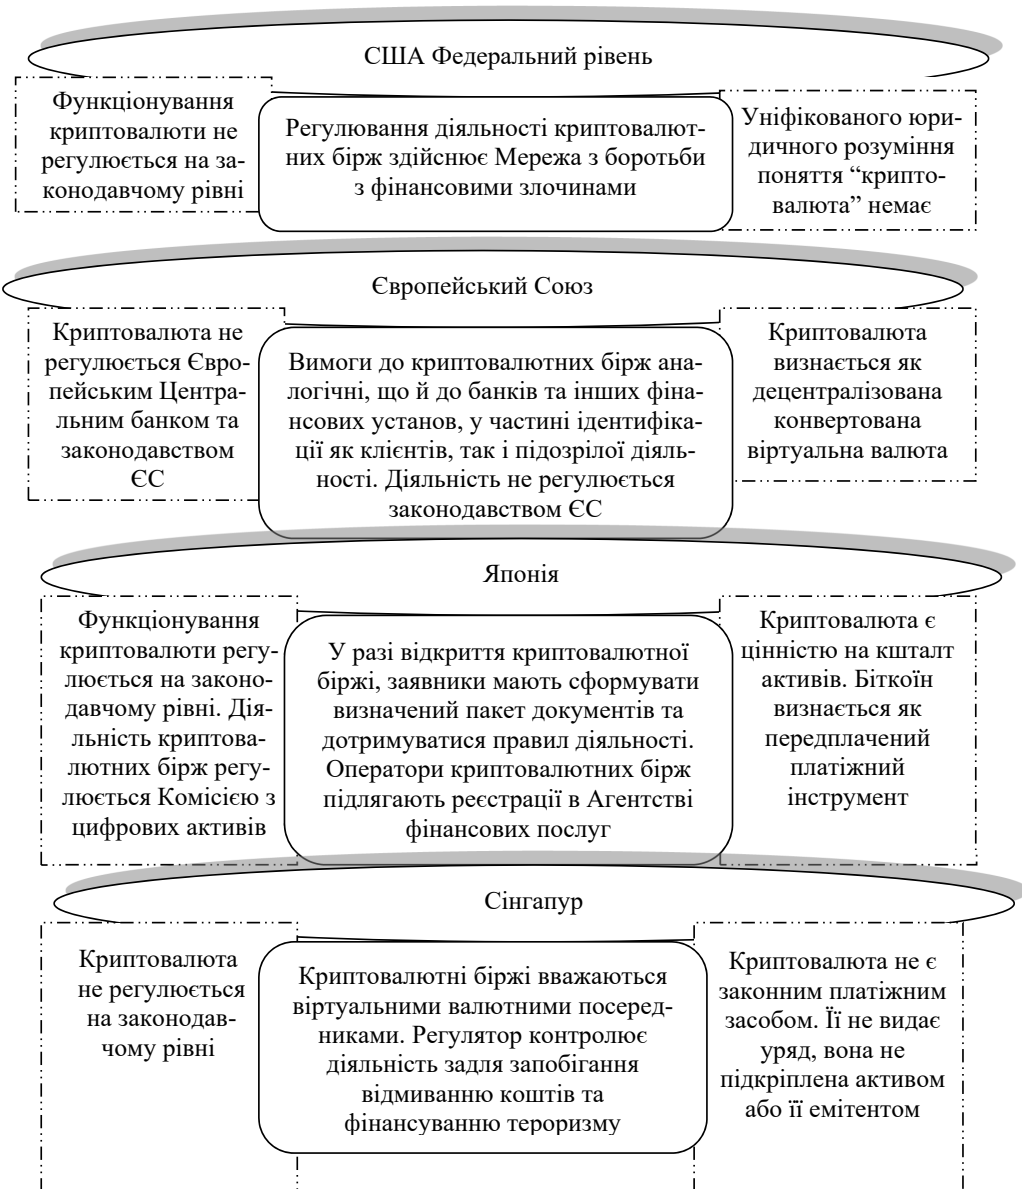 США Федеральний рівень
Функціонування
криптовалюти не
регулюється на за-
конодавчому рівні
Регулювання діяльності криптовалют-
них бірж здійснює Мережа з боротьби
з фінансовими злочинами
Уніфікованого юри-
дичного розуміння
поняття “крипто-
валюта” немає
Європейський Союз
Криптовалюта не
регулюється Євро-
пейським Центра-
льним банком та
законодавством
ЄС
Вимоги до криптовалютних бірж ана-
логічні, що й до банків та інших фіна-
нсових установ, у частині ідентифіка-
ції як клієнтів, так і підозрілої діяль-
ності. Діяльність не регулюється
законодавством ЄС
Криптовалюта
визнається як
децентралізована
конвертована
віртуальна валюта
Японія
Функціонування
криптовалюти регу-
люється на законо-
давчому рівні. Дія-
льність криптова-
лютних бірж регу-
люється Комісією з
цифрових активів
У разі відкриття криптовалютної
біржі, заявники мають сформувати
визначений пакет документів та
дотримуватися правил діяльності.
Оператори криптовалютних бірж
підлягають реєстрації в Агентстві
фінансових послуг
Криптовалюта є
цінністю на кшталт
активів. Біткоїн
визнається як
передплачений
платіжний
інструмент
Сінгапур
Криптовалюта
не регулюється
на законодав-
чому рівні
Криптовалютні біржі вважаються
віртуальними валютними посеред-
никами. Регулятор контролює
діяльність задля запобігання
відмиванню коштів та
фінансуванню тероризму
Криптовалюта не є
законним платіжним
засобом. Її не видає
уряд, вона не
підкріплена активом
або її емітентом